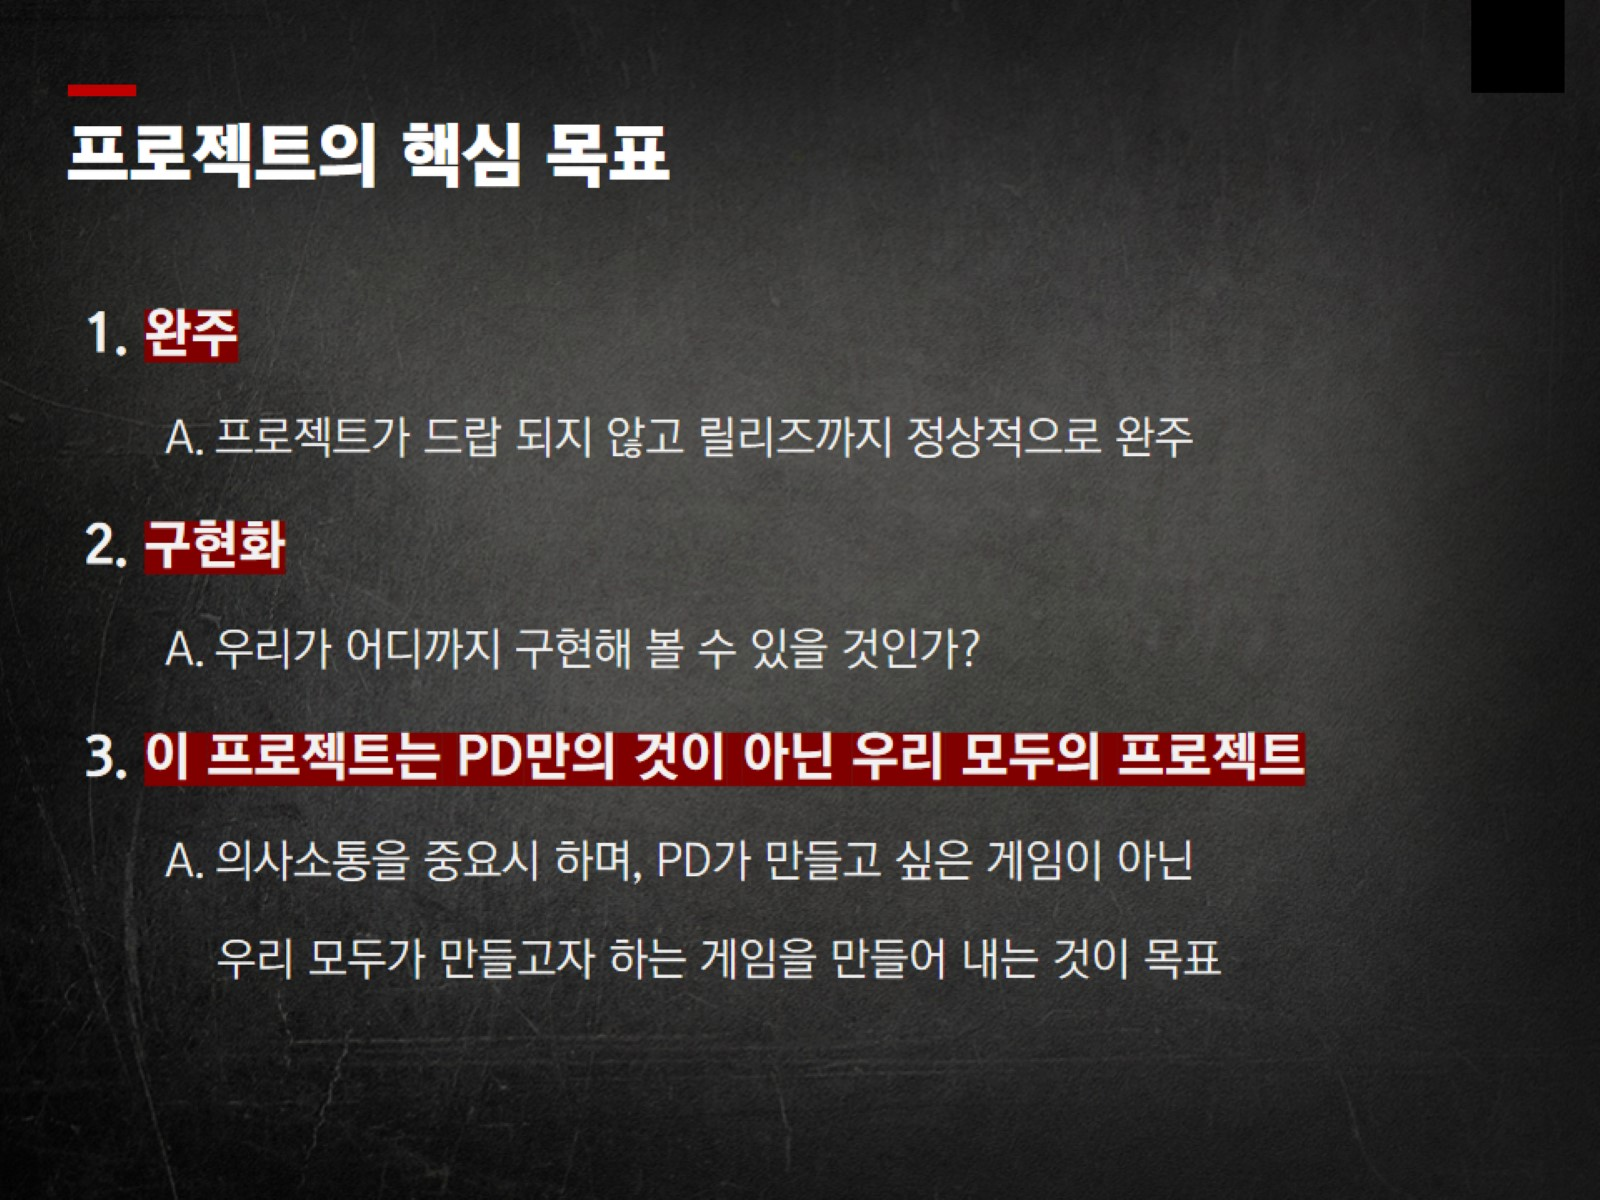 프로젝트의 핵심 목표
1. 완주
A. 프로젝트가 드랍 되지 않고 릴리즈까지 정상적으로 완주
2. 구현화
A. 우리가 어디까지 구현해 볼 수 있을 것인가?
3. 이 프로젝트는 PD만의 것이 아닌 우리 모두의 프로젝트
A. 의사소통을 중요시 하며, PD가 만들고 싶은 게임이 아닌
우리 모두가 만들고자 하는 게임을 만들어 내는 것이 목표